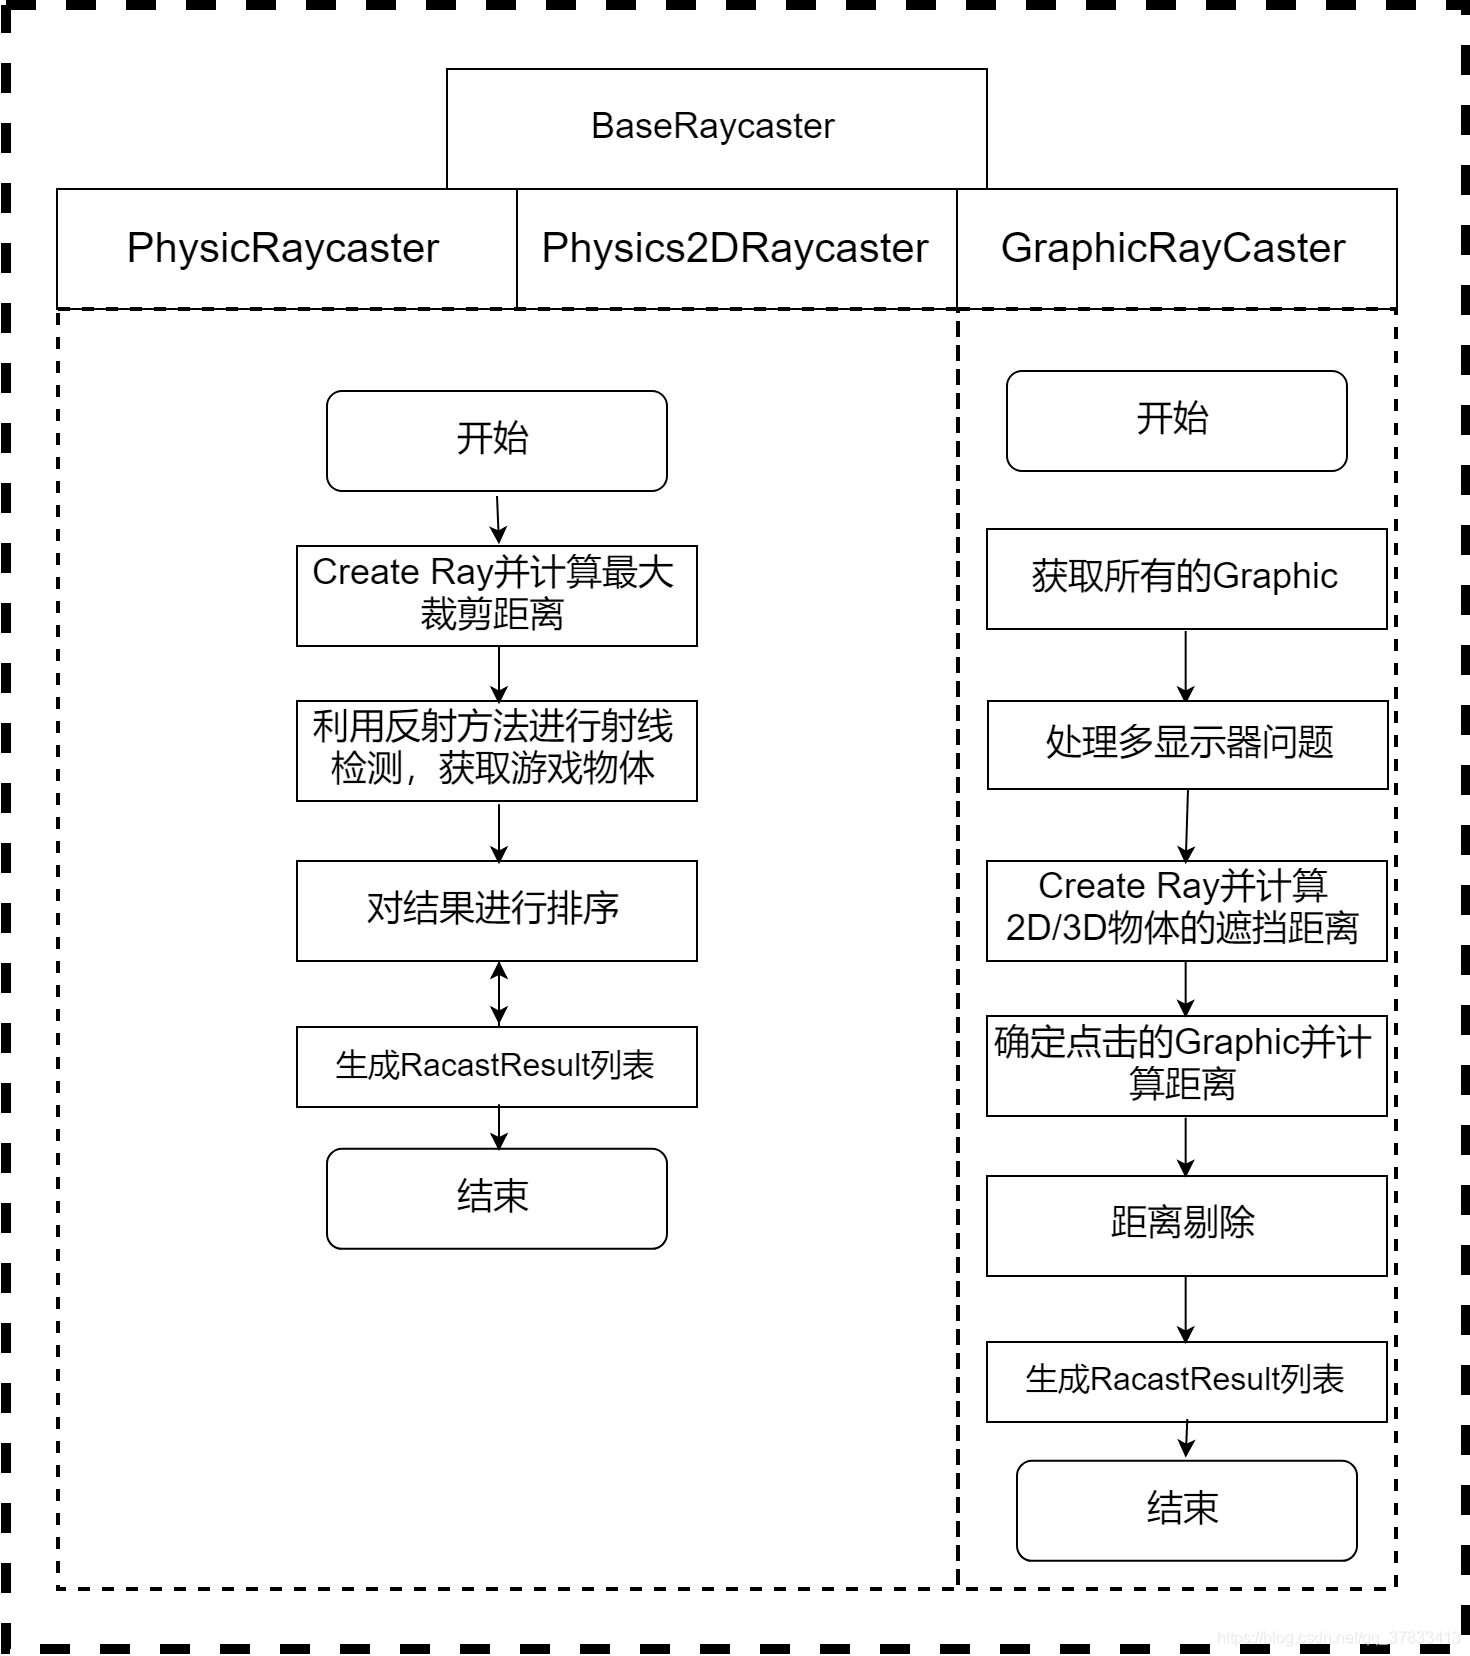 BaseRaycaster
PhysicRaycaster
Physics2DRaycaster
GraphicRayCaster
开始
Create Ray并计算最大
裁剪距离
利用反射方法进行射线
检测，获取游戏物体
对结果进行排序
生成RacastResult列表
结束
开始
获取所有的Graphic
处理多显示器问题
Create Ray并计算
2D/3D物体的遮挡距离
确定点击的Graphic并计
算距离
距离剔除
生成RacastResult列表
结束
https://blog.csdn.net/qq_37833413